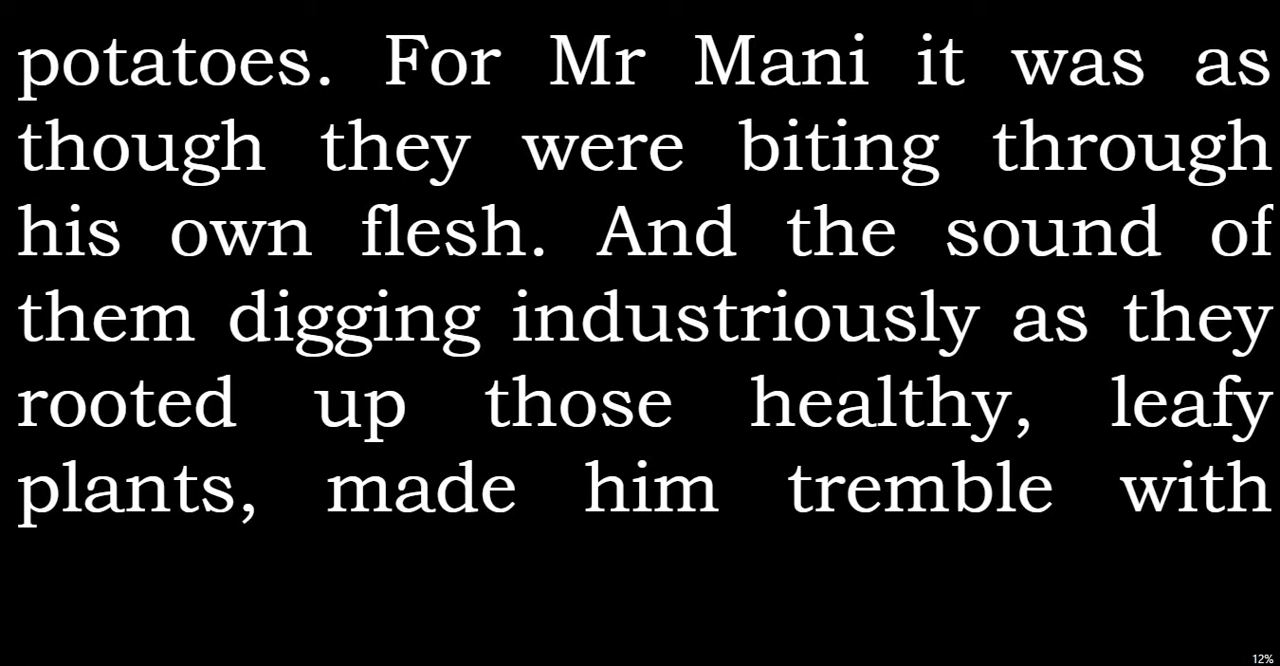 potatoes. For Mr Mani it was as
though they were biting through
his own flesh. And the sound of
them digging industriously as they
rooted up those healthy, leafy
plants, made him tremble with
12%